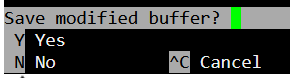 Save modified buffer?
Y Yes
N No ^C Cancel